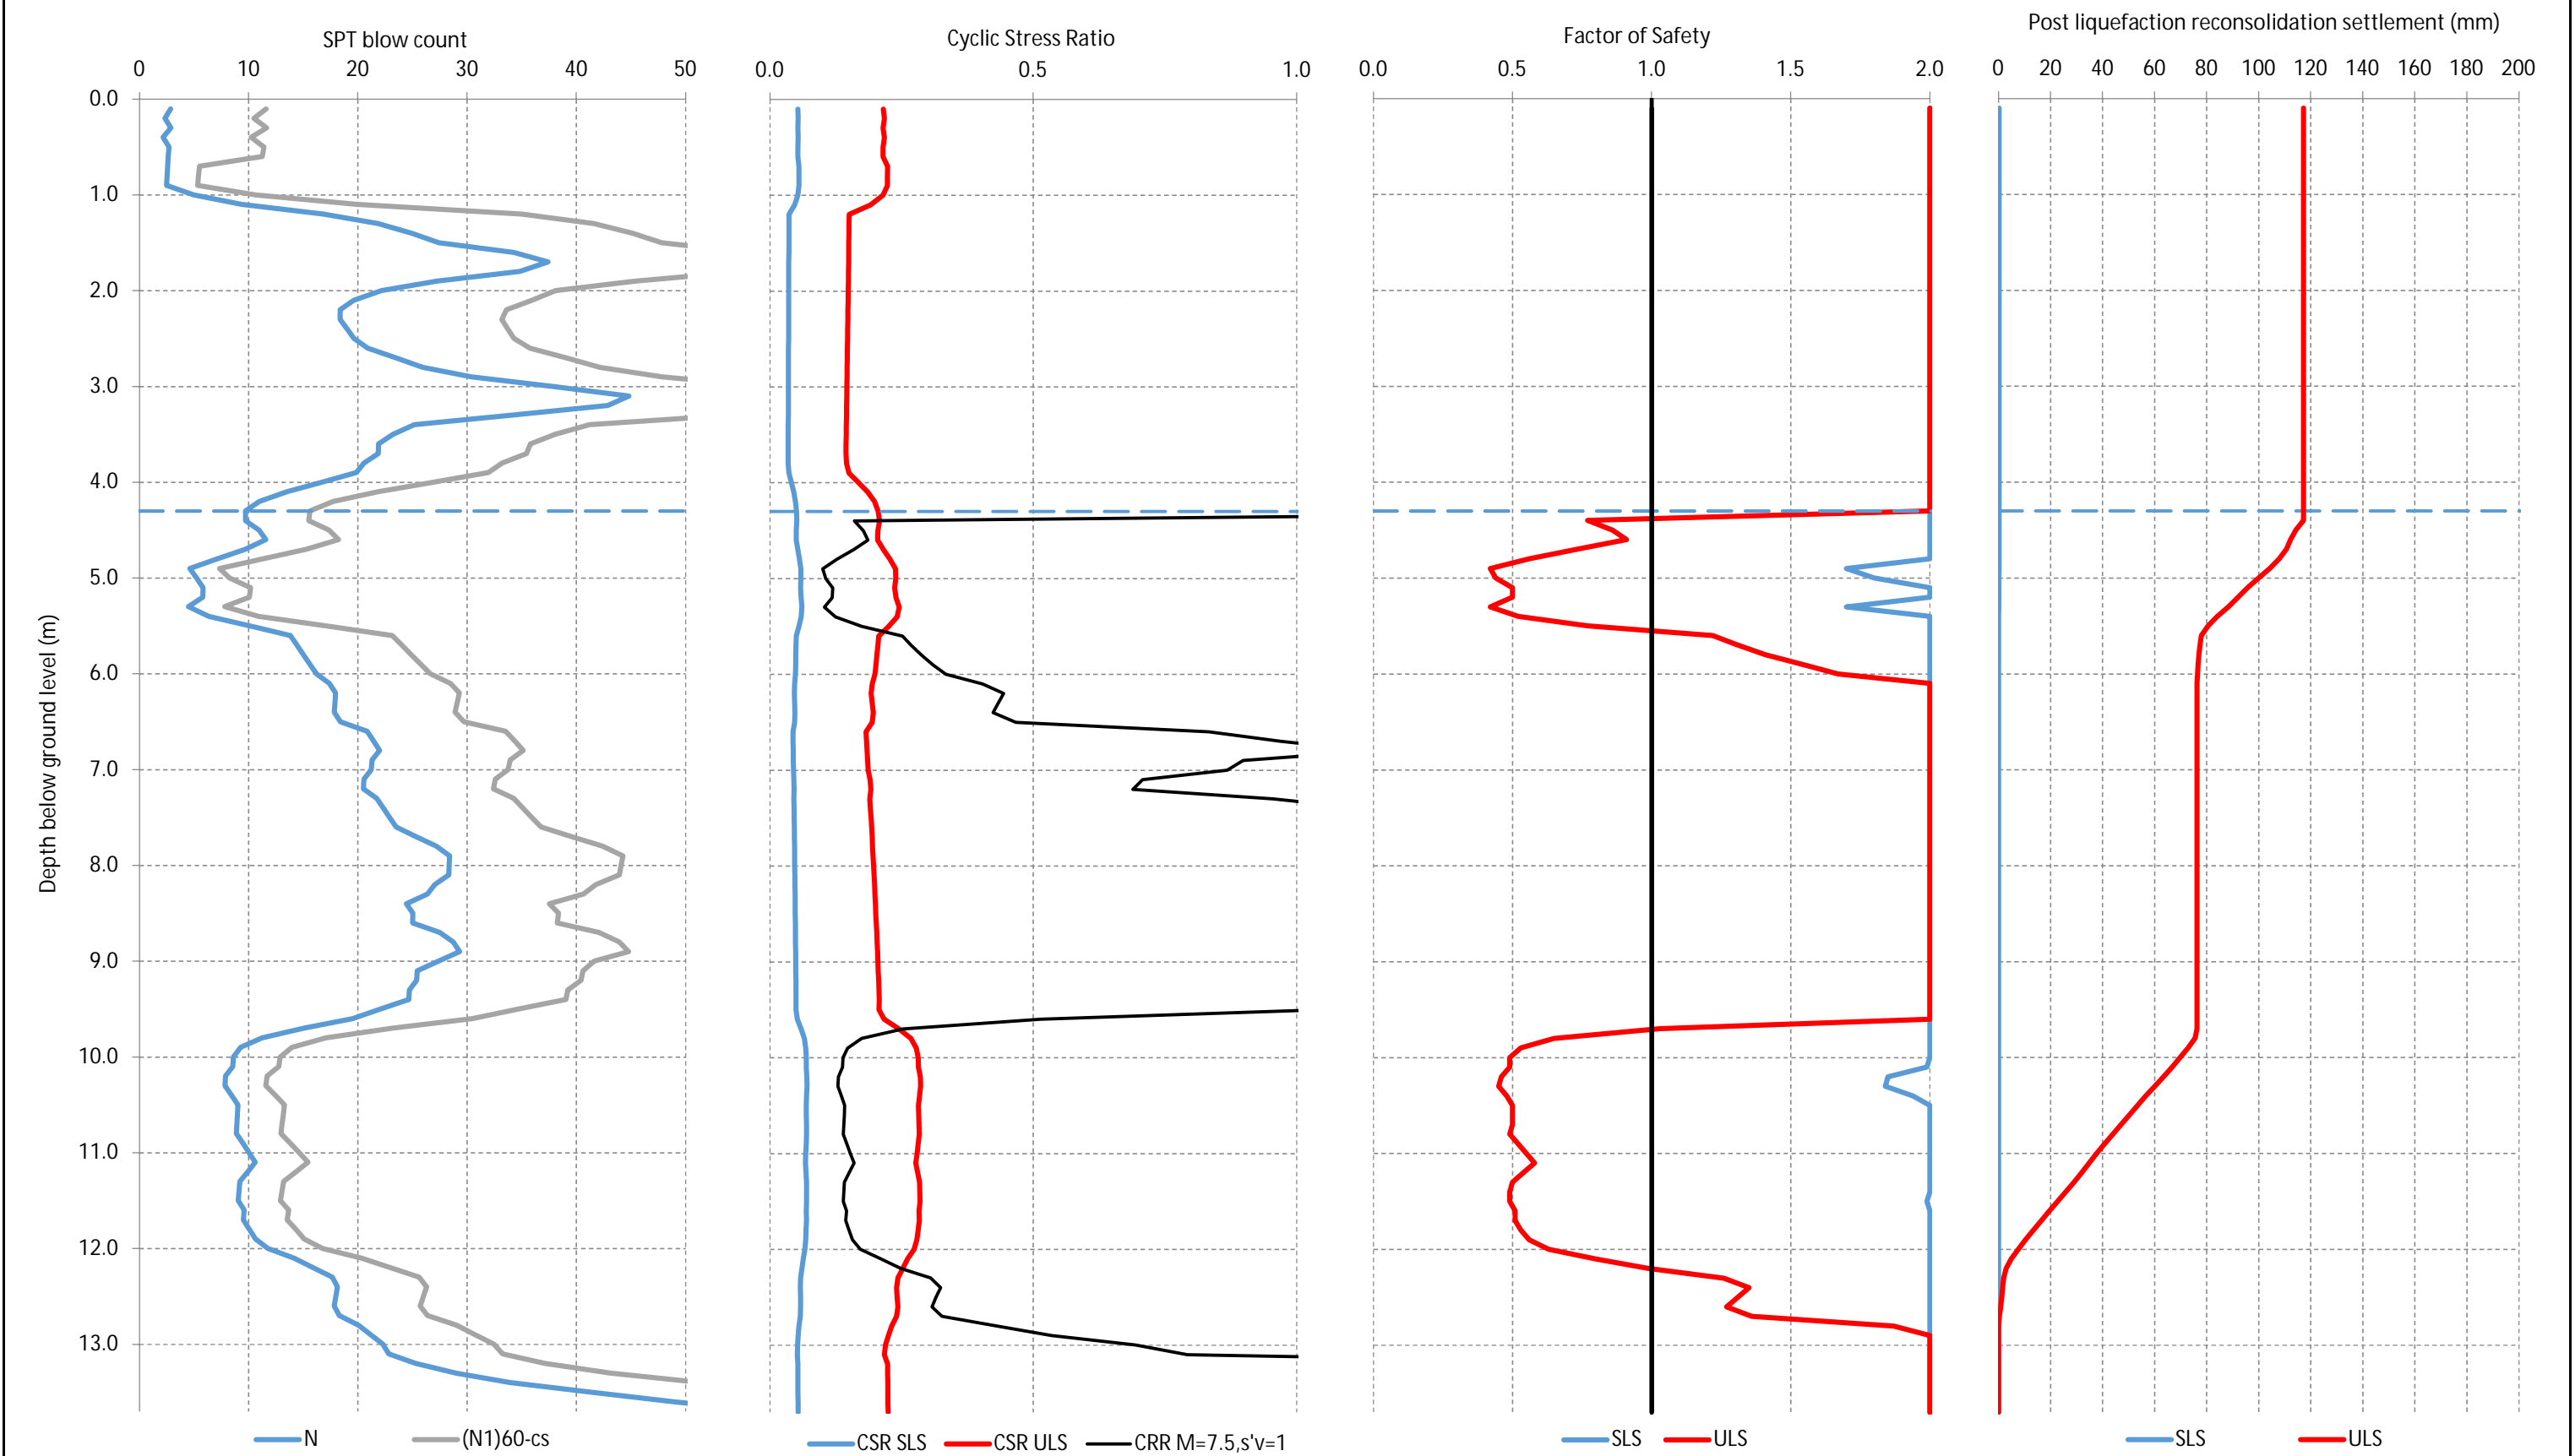 Post liquefaction reconsolidation settlement (mm)
SPT blow count
Cyclic Stress Ratio
Factor of Safety
0 10 20 30 40 50
0.0 0.5 1.0
0.0 0.5 1.0 1.5 2.0
0 20 40 60 80 100 120 140 160 180 200
0.0
1.0
2.0
3.0
4.0
5.0
6.0
7.0
8.0
9.0
10.0
11.0
12.0
13.0
Depth below ground level (m)
N (N1)60-cs
CSR SLS CSR ULS CRR M=7.5,s'v=1
SLS ULS
SLS ULS